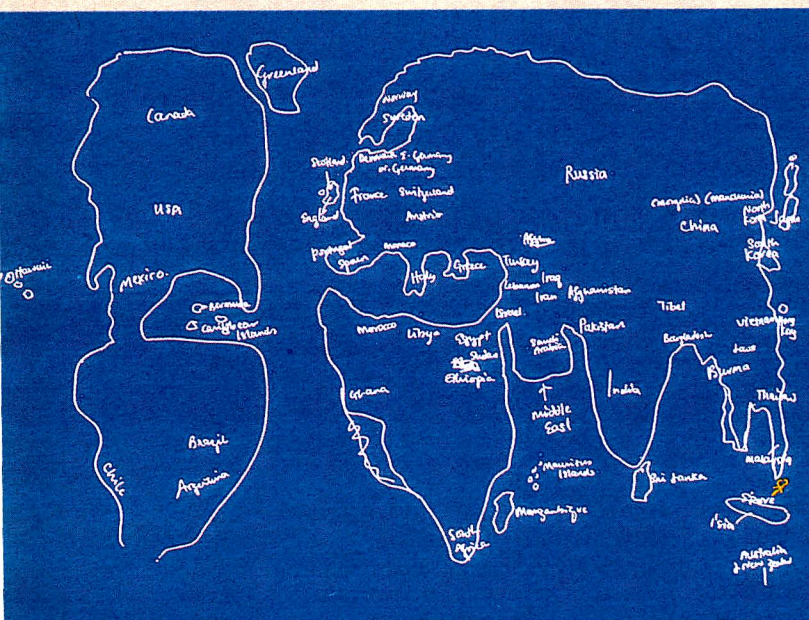 Greenland
Canada
USA
Hawaii
Mexico.
Bermuda
Caribbean
Islands
Brazil
Argentina
Chile
Norway
Sweden
Scotland.
Denmark E. Germany
W. Germany
England
France Switzerland
Austria
Portugal
Spain
Monaco
Italy
Greece
Turkey
Lebanon
Israel
Iraq
Iran
Afghanistan
Russia
(Mongolia) (Manchuria)
China
North
Korea
Japan
South
Korea
Tibet
Pakistan
Bangladesh
Vietnam
Hong
Kong
Laos
Burma
Thailand
India
Sri Lanka
Malaysia
S'pore
I'sia
Australia
& New Zealand
Morocco
Libya
Egypt
Sudan
Ethiopia
Ghana
Saudi
Arabia
Middle
East
Mauritus
Islands
Mozambique
South
Africa